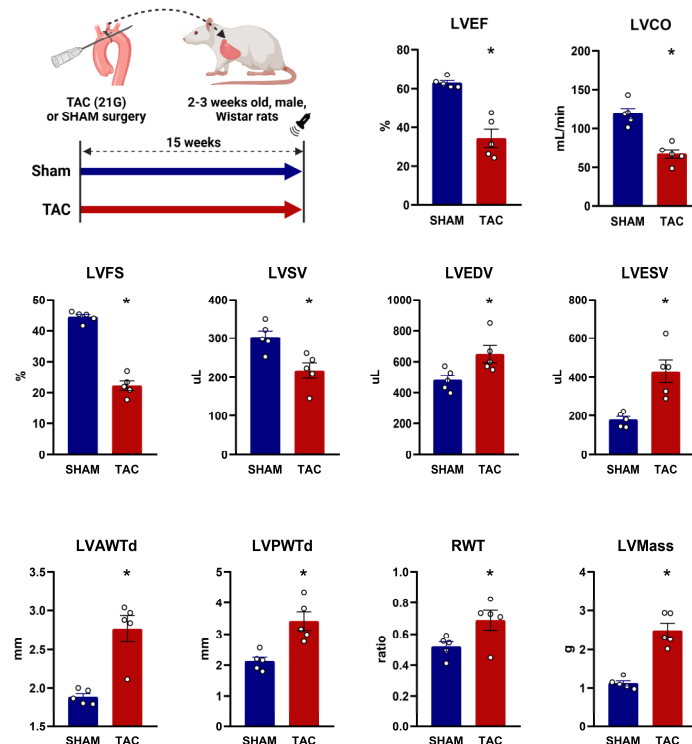 TAC (21G)
or SHAM surgery
2-3 weeks old, male,
Wistar rats
15 weeks
Sham
TAC
LVEF
*
80
60
40
20
0
%
SHAM TAC
LVCO
*
200
150
100
50
0
mL/min
SHAM TAC
LVFS
*
50
40
30
20
10
0
%
SHAM TAC
LVSV
*
400
300
200
100
0
uL
SHAM TAC
LVEDV
*
1000
800
600
400
200
0
uL
SHAM TAC
LVESV
*
800
600
400
200
0
uL
SHAM TAC
LVAWTd
*
3.5
3.0
2.5
2.0
1.5
mm
SHAM TAC
LVPWTd
*
5
4
3
2
1
0
mm
SHAM TAC
RWT
*
1.0
0.8
0.6
0.4
0.2
0.0
ratio
SHAM TAC
LVMass
*
4
3
2
1
0
g
SHAM TAC